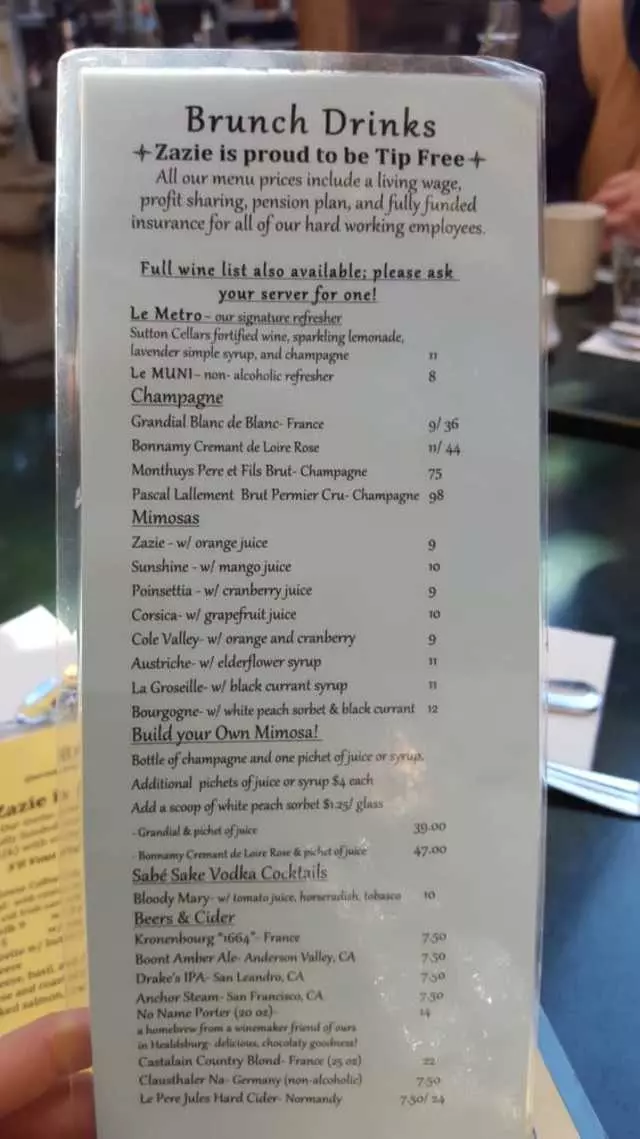 Brunch Drinks
Zazie is proud to be Tip Free
All our menu prices include a living wage,
profit sharing, pension plan, and fully funded
insurance for all of our hard working employees.
Full wine list also available; please ask
your server for one!
Le Metro- our signature refresher
Sutton Cellars fortified wine, sparkling lemonade,
lavender simple syrup, and champagne 11
Le MUNI- non- alcoholic refresher 8
Champagne
Grandial Blanc de Blanc- France 9/ 36
Bonnamy Cremant de Loire Rose 11/ 44
Monthuys Pere et Fils Brut- Champagne 75
Pascal Lallement Brut Permier Cru- Champagne 98
Mimosas
Zazie - w/ orange juice 9
Sunshine - w/ mango juice 10
Poinsettia - w/ cranberry juice 9
Corsica- w/ grapefruit juice 10
Cole Valley- w/ orange and cranberry 9
Austriche- w/ elderflower syrup 11
La Groseille- w/ black currant syrup 11
Bourgogne- w/ white peach sorbet & black currant 12
Build your Own Mimosa!
Bottle of champagne and one pichet of juice or syrup.
Additional pichets of juice or syrup $4 each
Add a scoop of white peach sorbet $1.25/ glass
- Grandial & pichet of juice 39.00
- Bonnamy Cremant de Loire Rose & pichet of juice 47.00
Sabé Sake Vodka Cocktails
Bloody Mary- w/ tomato juice, horseradish, tobasco 10
Beers & Cider
Kronenbourg "1664"- France 7.50
Boont Amber Ale- Anderson Valley, CA 7.50
Drake's IPA- San Leandro, CA 7.50
Anchor Steam- San Francisco, CA 7.50
No Name Porter (20 oz)- 14
a homebrew from a winemaker friend of ours
in Healdsburg- delicious, chocolaty goodness!
Castalain Country Blond- France (25 oz) 22
Clausthaler Na- Germany (non-alcoholic) 7.50
Le Pere Jules Hard Cider- Normandy 7.50/ 24
Zazie